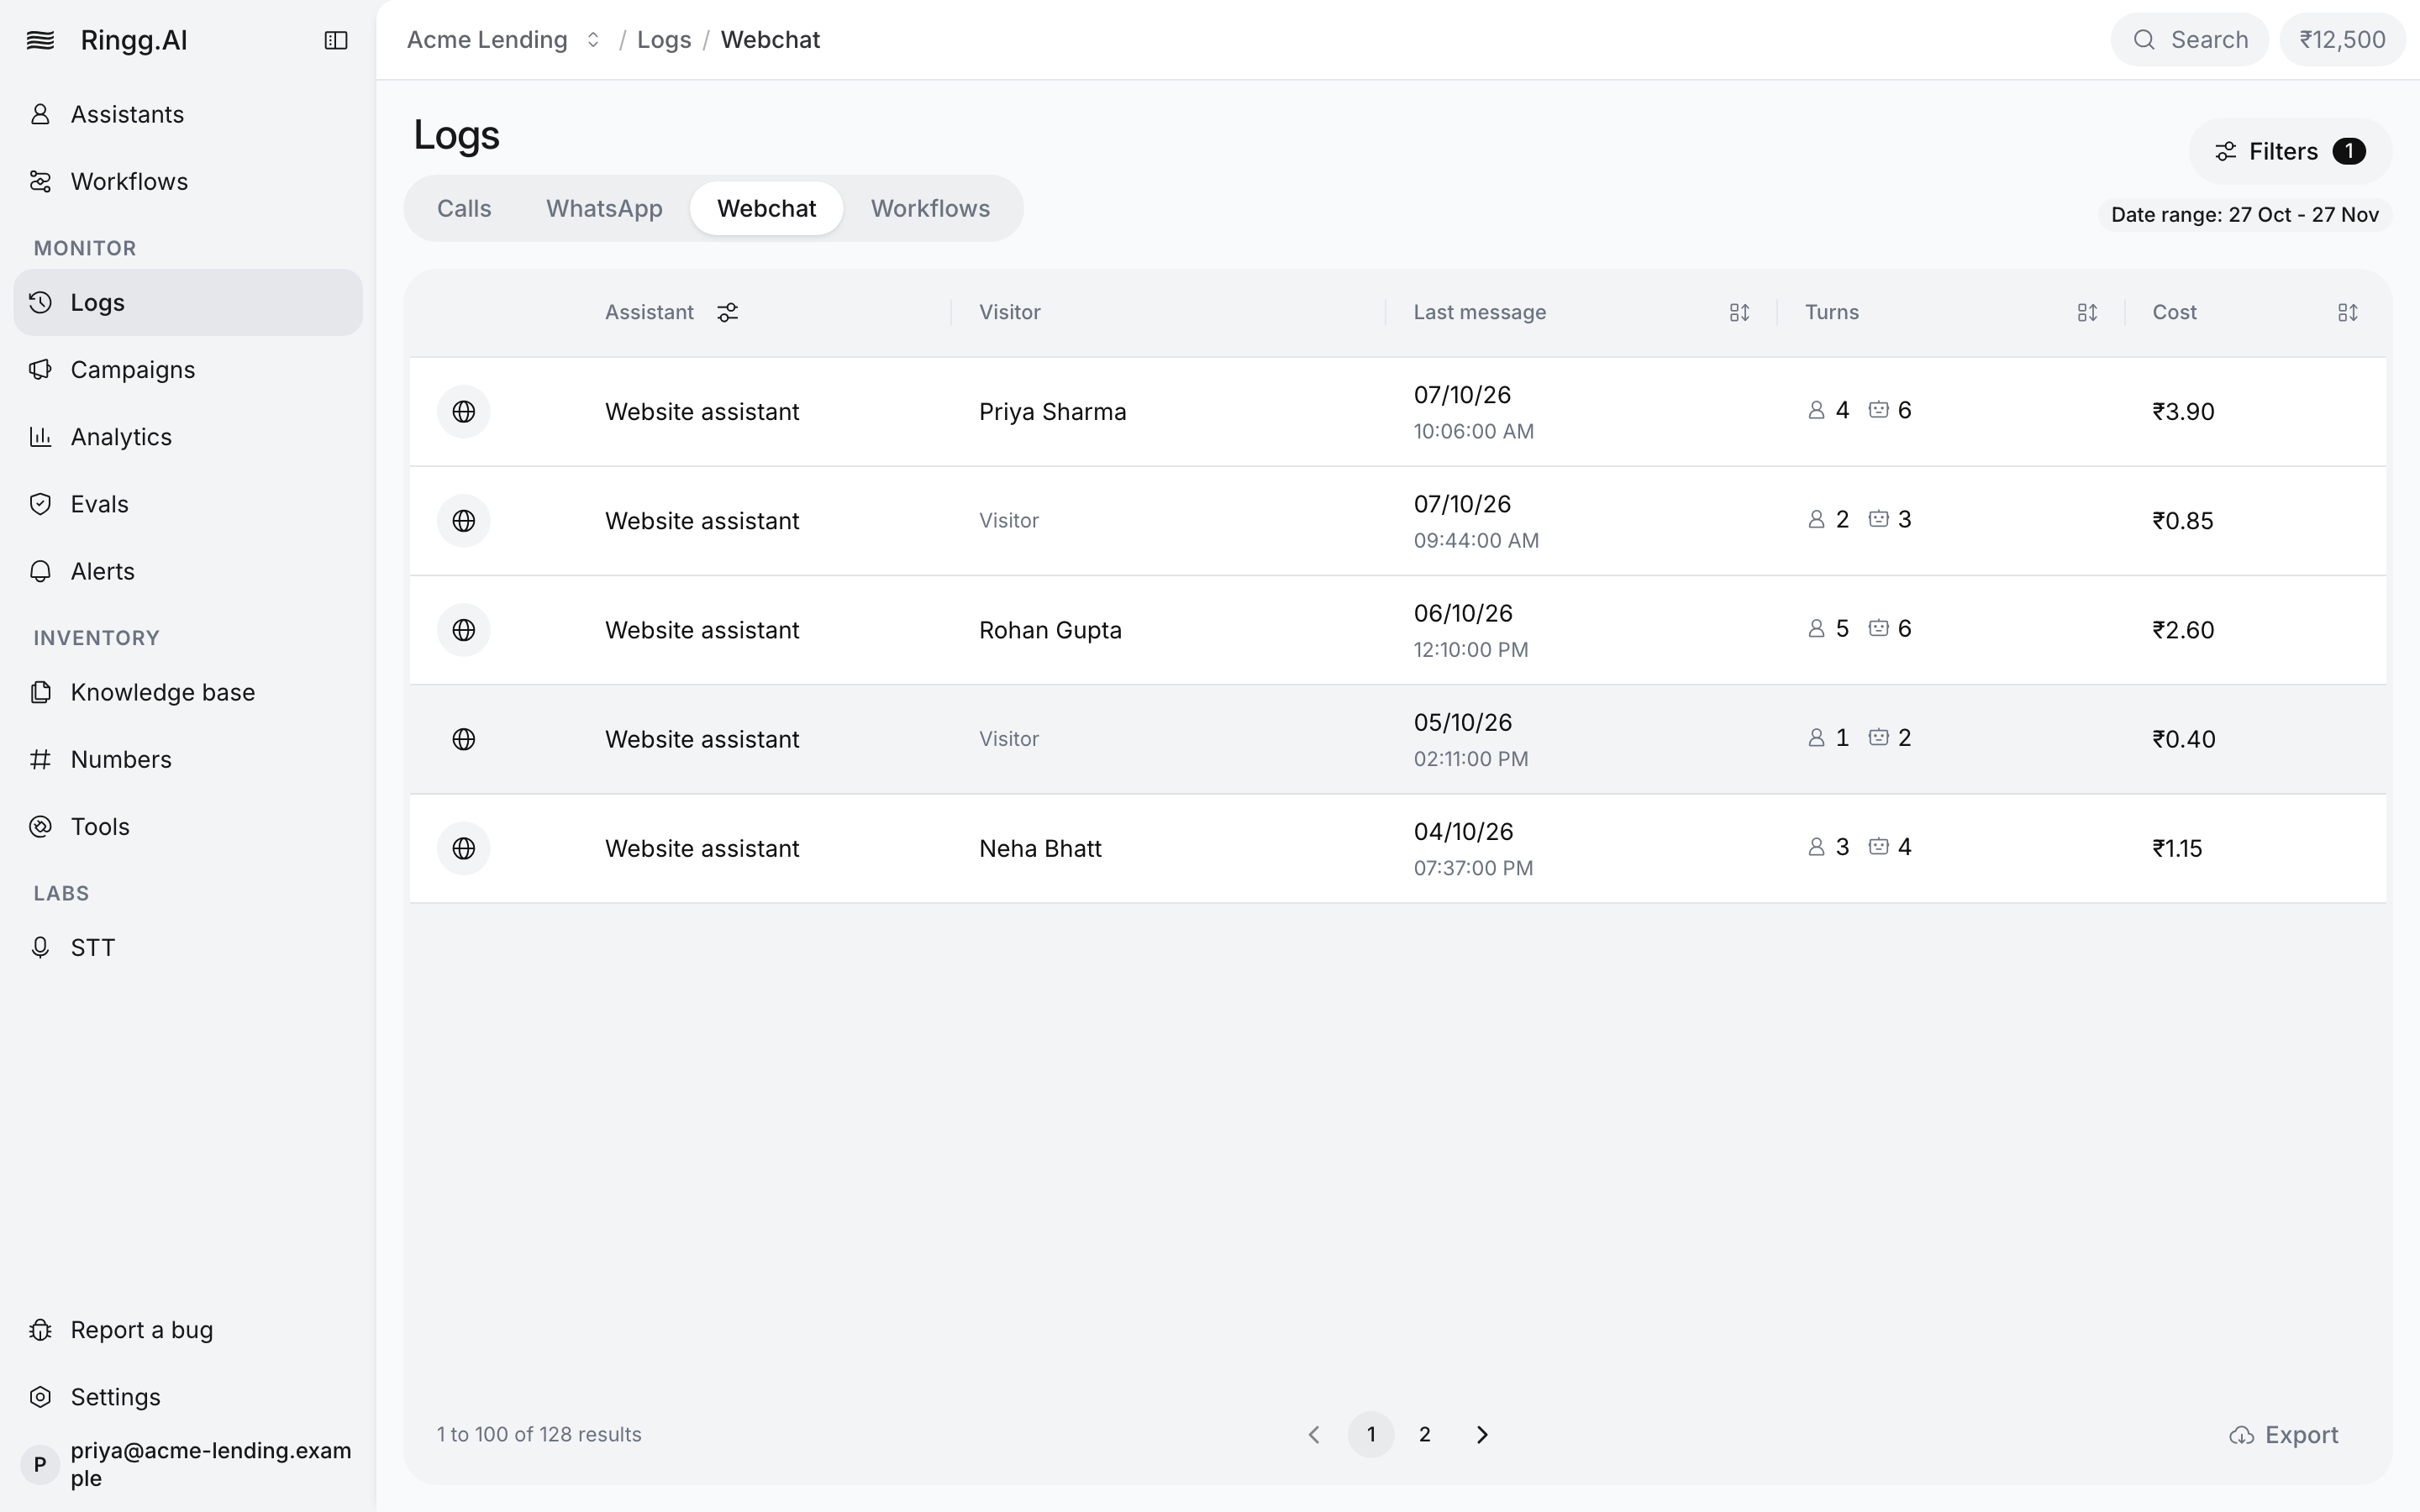 Ringg.AI
Acme Lending / Logs / Webchat
Search
₹12,500
Assistants
Workflows
MONITOR
Logs
Campaigns
Analytics
Evals
Alerts
INVENTORY
Knowledge base
Numbers
Tools
LABS
STT
Report a bug
Settings
P
priya@acme-lending.exam
ple
Logs
Filters 1
Calls WhatsApp Webchat Workflows
Date range: 27 Oct - 27 Nov
Assistant Visitor Last message Turns Cost
Website assistant Priya Sharma 07/10/26 4 6 ₹3.90
10:06:00 AM
Website assistant Visitor 07/10/26 2 3 ₹0.85
09:44:00 AM
Website assistant Rohan Gupta 06/10/26 5 6 ₹2.60
12:10:00 PM
Website assistant Visitor 05/10/26 1 2 ₹0.40
02:11:00 PM
Website assistant Neha Bhatt 04/10/26 3 4 ₹1.15
07:37:00 PM
1 to 100 of 128 results
1 2
Export